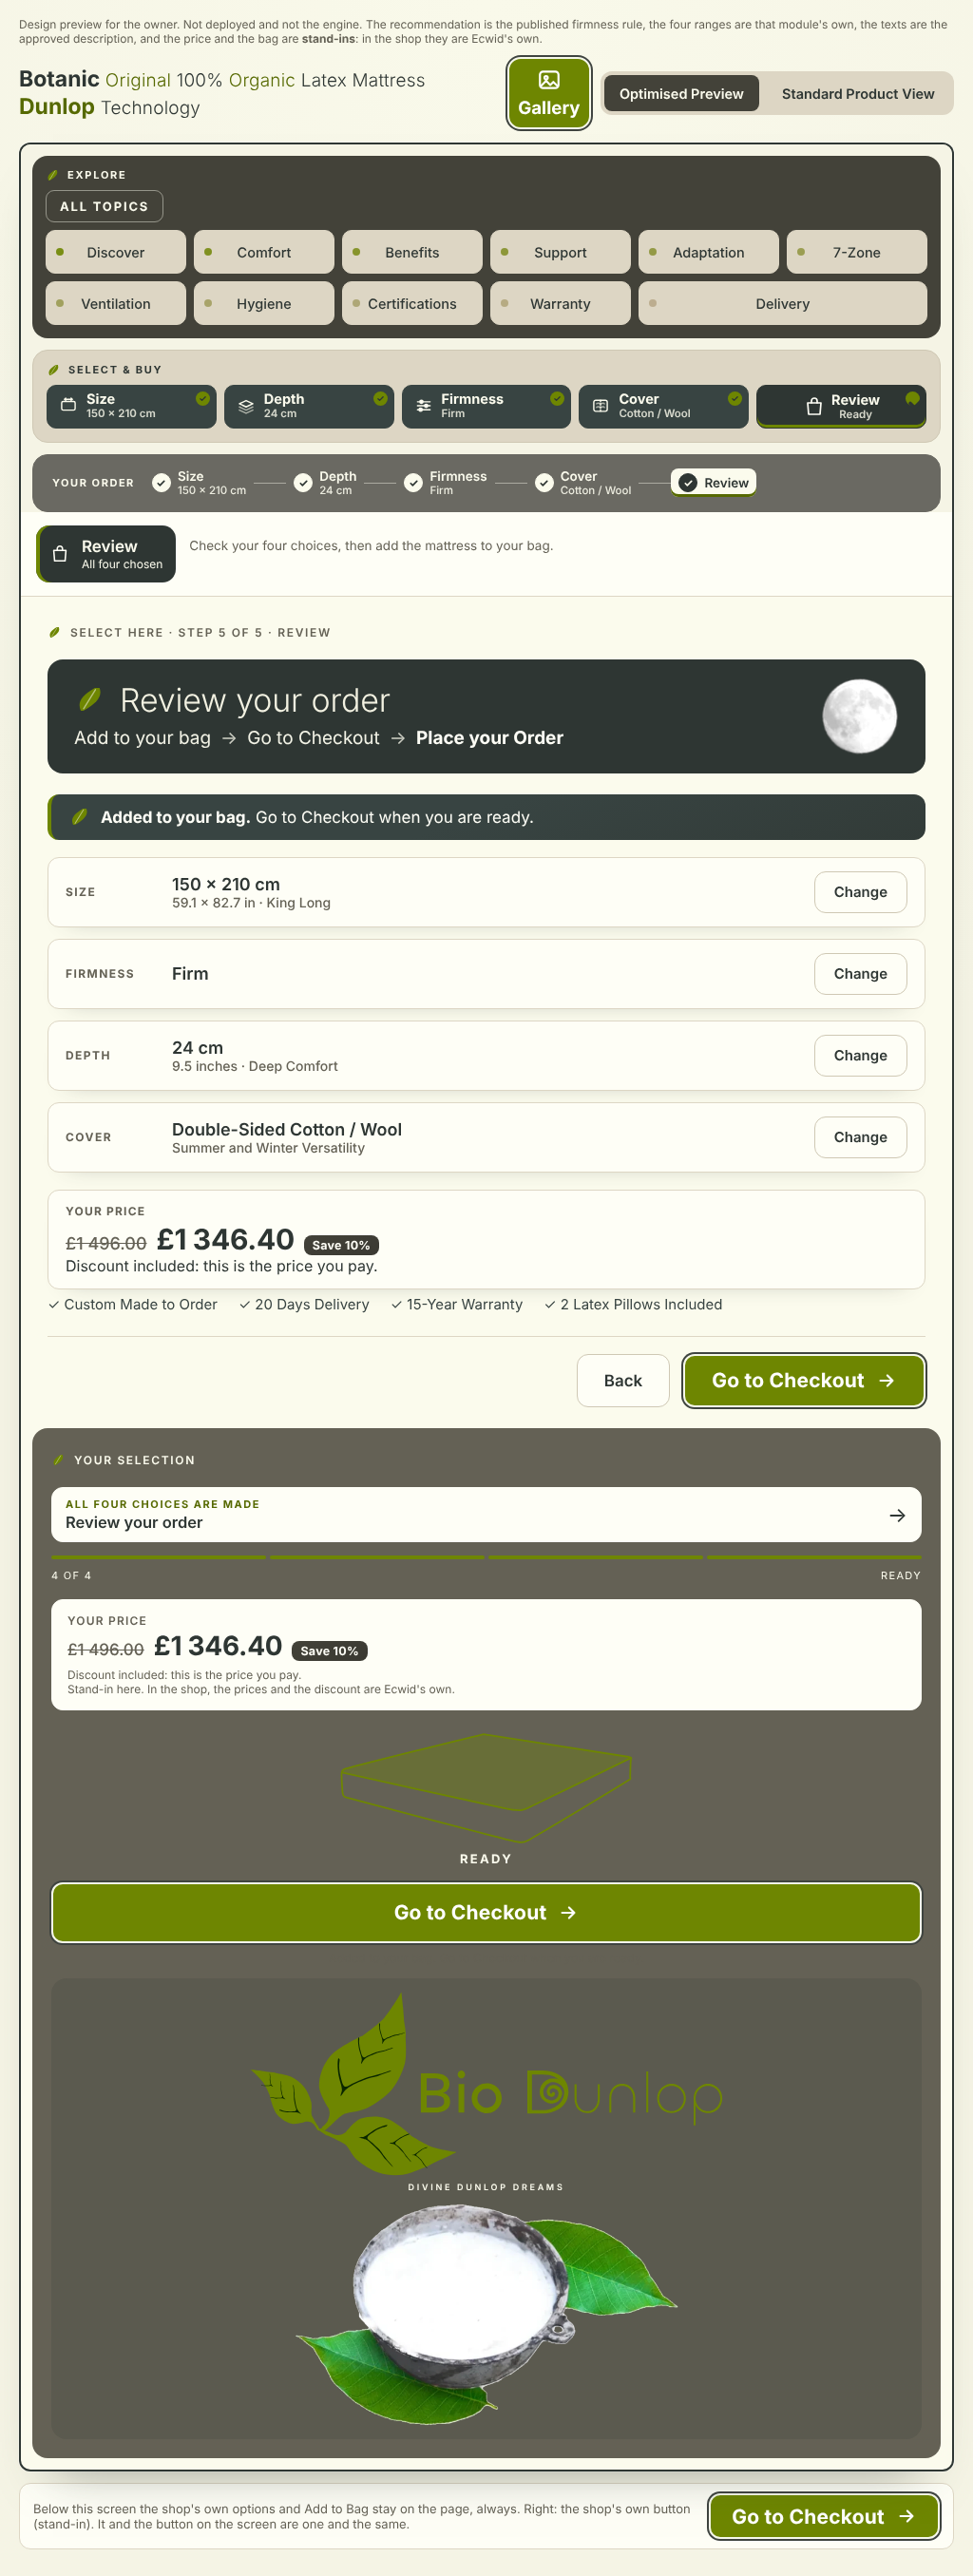 Design preview for the owner. Not deployed and not the engine. The recommendation is the published firmness rule, the four ranges are that module's own, the texts are the
approved description, and the price and the bag are stand-ins: in the shop they are Ecwid's own.
Botanic Original 100% Organic Latex Mattress
Dunlop Technology
Gallery
Optimised Preview
Standard Product View
EXPLORE
ALL TOPICS
Discover
Comfort
Benefits
Support
Adaptation
7-Zone
Ventilation
Hygiene
Certifications
Warranty
Delivery
SELECT & BUY
Size
150 × 210 cm
Depth
24 cm
Firmness
Firm
Cover
Cotton / Wool
Review
Ready
YOUR ORDER
Size
150 × 210 cm
Depth
24 cm
Firmness
Firm
Cover
Cotton / Wool
Review
Review
All four chosen
Check your four choices, then add the mattress to your bag.
SELECT HERE · STEP 5 OF 5 · REVIEW
Review your order
Add to your bag → Go to Checkout → Place your Order
Added to your bag. Go to Checkout when you are ready.
SIZE
150 × 210 cm
59.1 × 82.7 in · King Long
Change
FIRMNESS
Firm
Change
DEPTH
24 cm
9.5 inches · Deep Comfort
Change
COVER
Double-Sided Cotton / Wool
Summer and Winter Versatility
Change
YOUR PRICE
£1 496.00 £1 346.40 Save 10%
Discount included: this is the price you pay.
✓ Custom Made to Order ✓ 20 Days Delivery ✓ 15-Year Warranty ✓ 2 Latex Pillows Included
Back
Go to Checkout →
YOUR SELECTION
ALL FOUR CHOICES ARE MADE
Review your order →
4 OF 4
READY
YOUR PRICE
£1 496.00 £1 346.40 Save 10%
Discount included: this is the price you pay.
Stand-in here. In the shop, the prices and the discount are Ecwid's own.
READY
Go to Checkout →
Bio Dunlop
DIVINE DUNLOP DREAMS
Below this screen the shop's own options and Add to Bag stay on the page, always. Right: the shop's own button
(stand-in). It and the button on the screen are one and the same.
Go to Checkout →